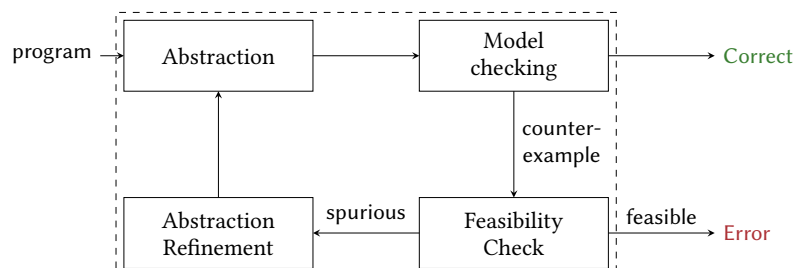 program
Abstraction
Model
checking
Correct
counter-
example
Abstraction
Refinement
spurious
Feasibility
Check
feasible
Error